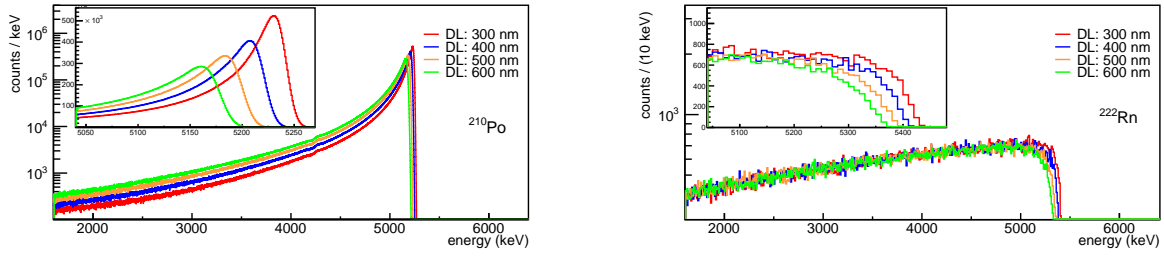 counts / keV
10^6
10^5
10^4
10^3
500
× 10^3
400
300
200
100
0
5050 5100 5150 5200 5250
DL: 300 nm
DL: 400 nm
DL: 500 nm
DL: 600 nm
^210Po
2000 3000 4000 5000 6000
energy (keV)
counts / (10 keV)
10^3
1000
800
600
400
200
0
5100 5200 5300 5400
DL: 300 nm
DL: 400 nm
DL: 500 nm
DL: 600 nm
^222Rn
2000 3000 4000 5000 6000
energy (keV)